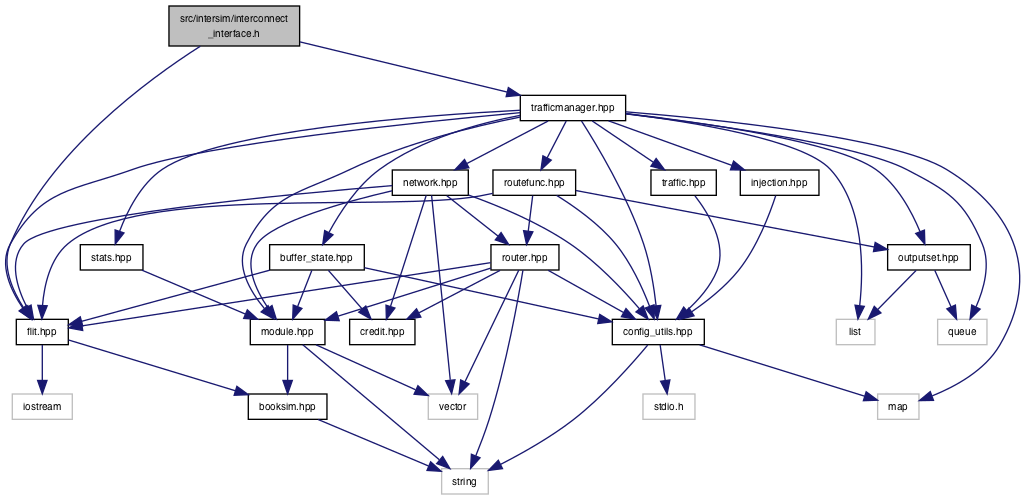 src/intersim/interconnect
_interface.h
trafficmanager.hpp
network.hpp
routefunc.hpp
traffic.hpp
injection.hpp
stats.hpp
buffer_state.hpp
router.hpp
outputset.hpp
flit.hpp
module.hpp
credit.hpp
config_utils.hpp
list
queue
iostream
booksim.hpp
vector
stdio.h
map
string